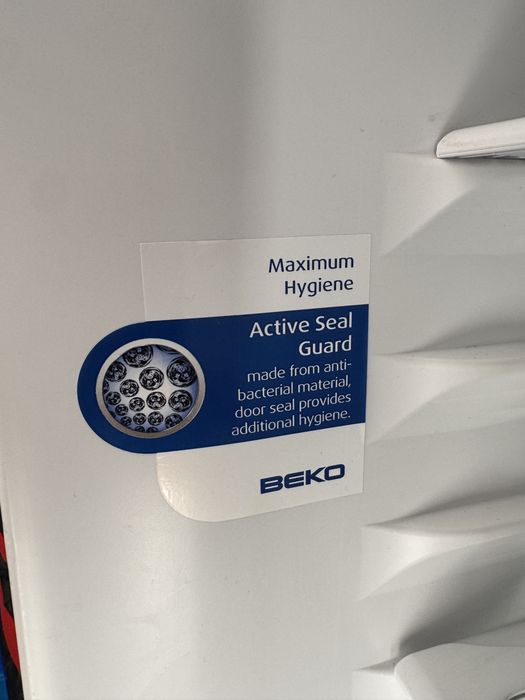 Maximum
Hygiene
Active Seal
Guard
made from anti-
bacterial material,
door seal provides
additional hygiene.
BEKO